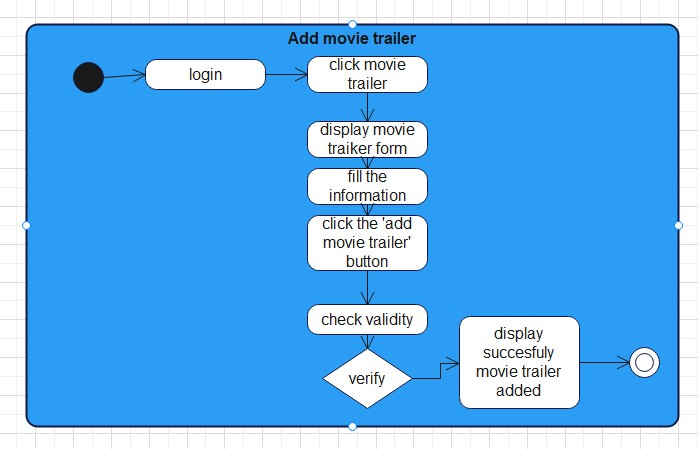 Add movie trailer
login
click movie
trailer
display movie
traiker form
fill the
information
click the 'add
movie trailer'
button
check validity
verify
display
succesfuly
movie trailer
added